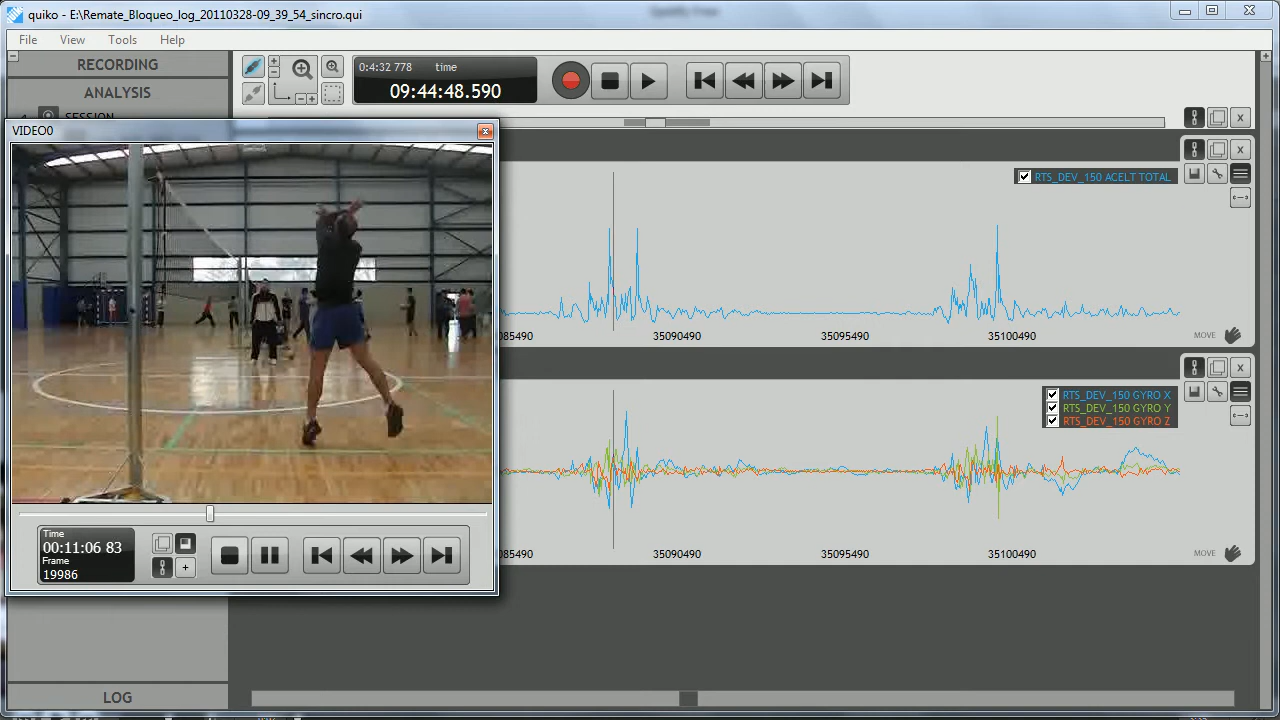 quiko - E:\Remate_Bloqueo_log_20110328-09_39_54_sincro.qui
File View Tools Help
RECORDING
ANALYSIS
SESSION
0:4:32 778 time
09:44:48.590
VIDEO0
RTS_DEV_150 ACELT TOTAL
085490 35090490 35095490 35100490
MOVE
RTS_DEV_150 GYRO X
RTS_DEV_150 GYRO Y
RTS_DEV_150 GYRO Z
085490 35090490 35095490 35100490
MOVE
Time
00:11:06 83
Frame
19986
LOG